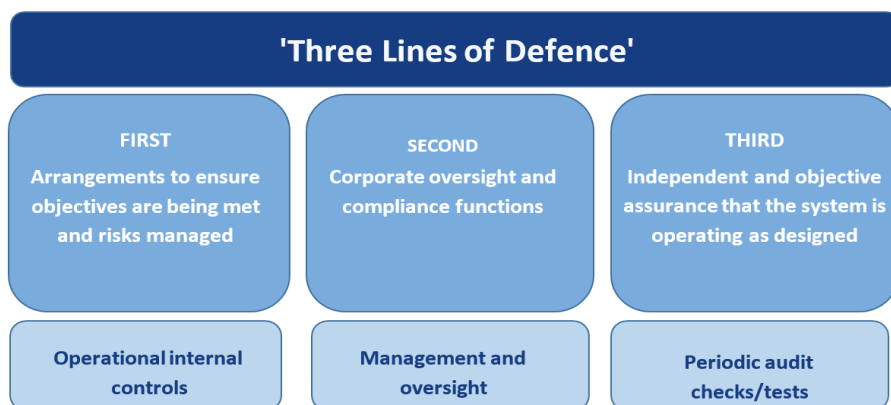 'Three Lines of Defence'
FIRST
Arrangements to ensure
objectives are being met
and risks managed
SECOND
Corporate oversight and
compliance functions
THIRD
Independent and objective
assurance that the system is
operating as designed
Operational internal
controls
Management and
oversight
Periodic audit
checks/tests